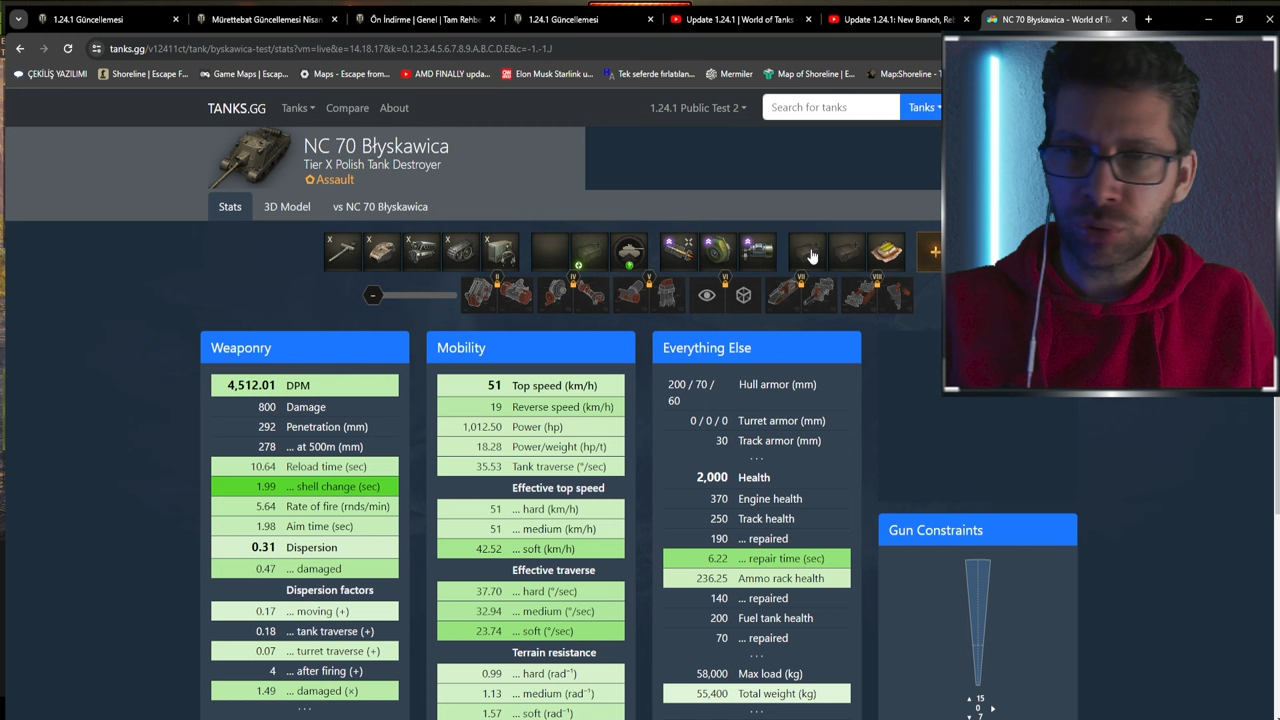 1.24.1 Güncellemesi
Mürettebat Güncellemesi Nisan
Ön İndirme | Genel | Tam Rehbe
1.24.1 Güncellemesi
Update 1.24.1 | World of Tanks
Update 1.24.1: New Branch, Re
NC 70 Błyskawica - World of Ta
tanks.gg/v12411ct/tank/byskawica-test/stats?vm=live&e=14.18.17&k=0.1.2.3.4.5.6.7.8.9.A.B.C.D.E&c=-1.-1.J
ÇEKİLİŞ YAZILIMI
Shoreline | Escape F...
Game Maps | Escap...
Maps - Escape from...
AMD FINALLY upda...
Elon Musk Starlink u...
Tek seferde fırlatılan...
Mermiler
Map of Shoreline | E...
Map:Shoreline - T
TANKS.GG
Tanks
Compare
About
1.24.1 Public Test 2
Search for tanks
Tanks
NC 70 Błyskawica
Tier X Polish Tank Destroyer
Assault
Stats
3D Model
vs NC 70 Błyskawica
X X X X X
II IV V VI VII VIII
Weaponry
4,512.01 DPM
800 Damage
292 Penetration (mm)
278 ... at 500m (mm)
10.64 Reload time (sec)
1.99 ... shell change (sec)
5.64 Rate of fire (rnds/min)
1.98 Aim time (sec)
0.31 Dispersion
0.47 ... damaged
Dispersion factors
0.17 ... moving (+)
0.18 ... tank traverse (+)
0.07 ... turret traverse (+)
4 ... after firing (+)
1.49 ... damaged (×)
...
Mobility
51 Top speed (km/h)
19 Reverse speed (km/h)
1,012.50 Power (hp)
18.28 Power/weight (hp/t)
35.53 Tank traverse (°/sec)
Effective top speed
51 ... hard (km/h)
51 ... medium (km/h)
42.52 ... soft (km/h)
Effective traverse
37.70 ... hard (°/sec)
32.94 ... medium (°/sec)
23.74 ... soft (°/sec)
Terrain resistance
0.99 ... hard (rad⁻¹)
1.13 ... medium (rad⁻¹)
1.57 ... soft (rad⁻¹)
Everything Else
200 / 70 / 60 Hull armor (mm)
0 / 0 / 0 Turret armor (mm)
30 Track armor (mm)
...
2,000 Health
370 Engine health
250 Track health
190 ... repaired
6.22 ... repair time (sec)
236.25 Ammo rack health
140 ... repaired
200 Fuel tank health
70 ... repaired
...
58,000 Max load (kg)
55,400 Total weight (kg)
...
Gun Constraints
15
0
7